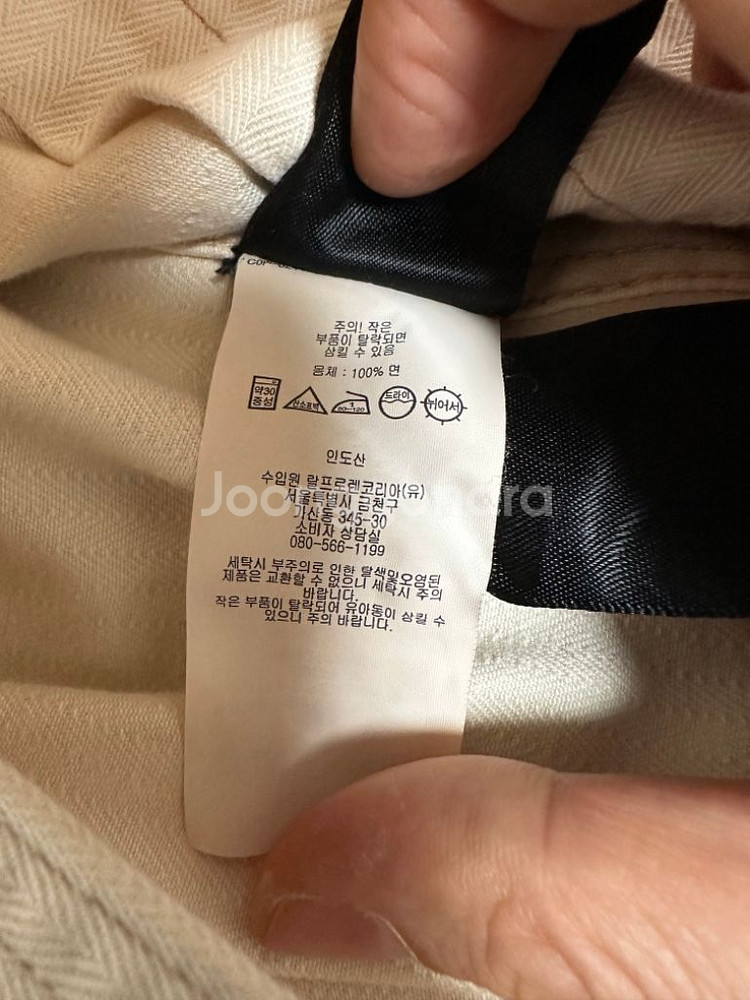 주의! 작은
부품이 탈락되면
삼킬 수 있음
몸체 : 100% 면
약30
중성
산소표백
1
80~120
드라이
뉘어서
인도산
수입원 랄프로렌코리아(유)
서울특별시 금천구
가산동 345-30
소비자 상담실
080-566-1199
세탁시 부주의로 인한 탈색및오염된
제품은 교환할 수 없으니 세탁시 주의
바랍니다.
작은 부품이 탈락되여 유아동이 삼킬 수
있으니 주의 바랍니다.